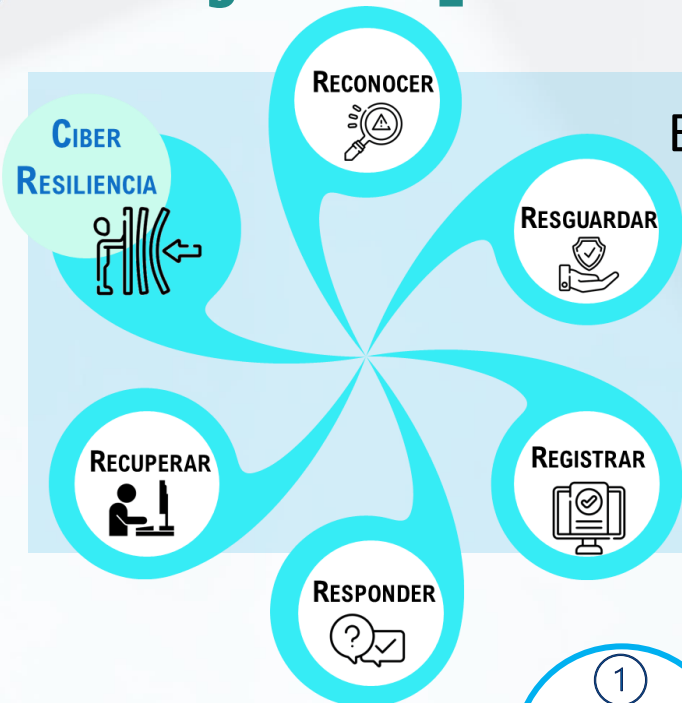 RECONOCER
CIBER
RESILIENCIA
RESGUARDAR
RECUPERAR
REGISTRAR
RESPONDER
?
1